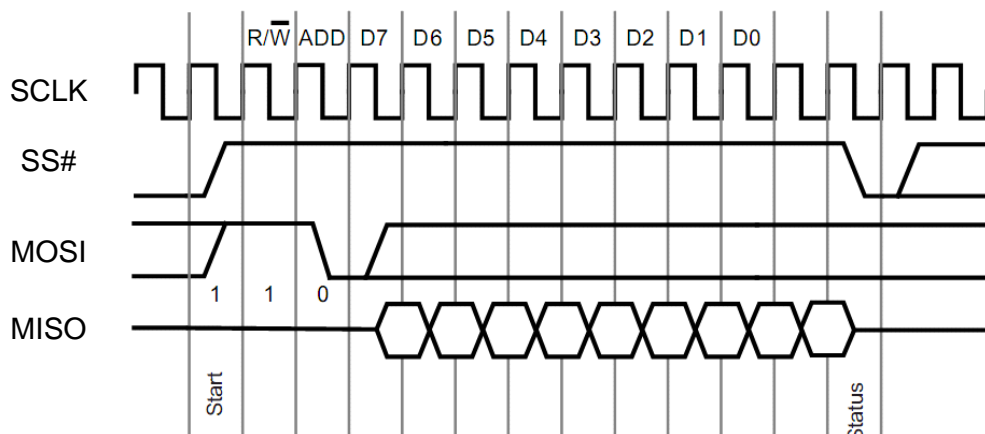 R/W̅ ADD D7 D6 D5 D4 D3 D2 D1 D0
SCLK
SS#
MOSI
1 1 0
MISO
Start
Status